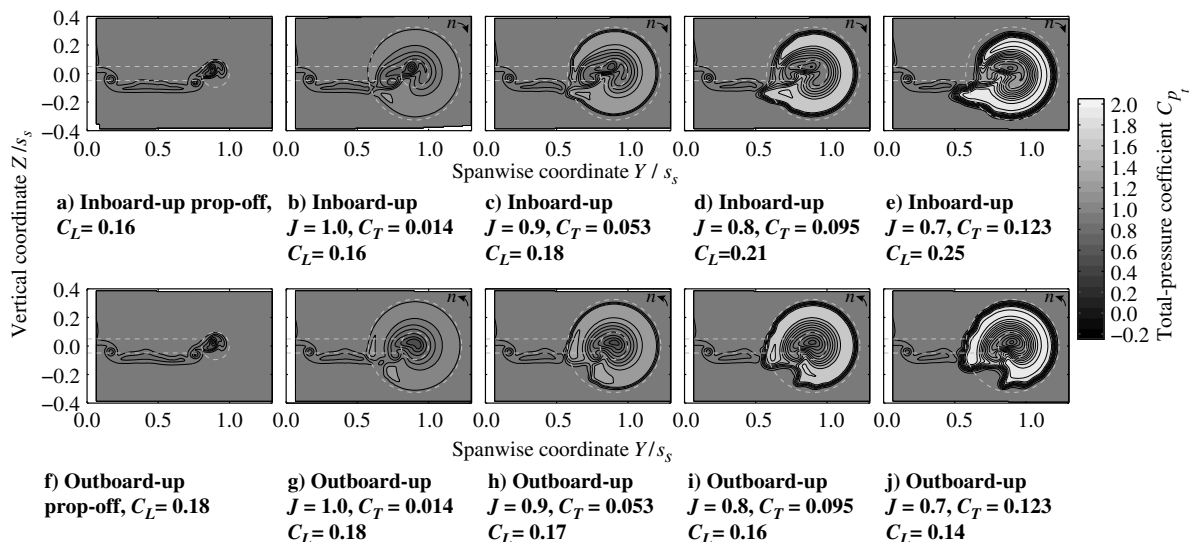 0.4
0.2
0.0
−0.2
−0.4
n
n
n
n
0.0 0.5 1.0
0.0 0.5 1.0
0.0 0.5 1.0
0.0 0.5 1.0
0.0 0.5 1.0
Spanwise coordinate Y / s_s
a) Inboard-up prop-off,
C_L= 0.16
b) Inboard-up
J = 1.0, C_T = 0.014
C_L= 0.16
c) Inboard-up
J = 0.9, C_T = 0.053
C_L= 0.18
d) Inboard-up
J = 0.8, C_T = 0.095
C_L=0.21
e) Inboard-up
J = 0.7, C_T = 0.123
C_L= 0.25
Vertical coordinate Z/s_s
0.4
0.2
0.0
−0.2
−0.4
n
n
n
n
0.0 0.5 1.0
0.0 0.5 1.0
0.0 0.5 1.0
0.0 0.5 1.0
0.0 0.5 1.0
Spanwise coordinate Y/s_s
f) Outboard-up
prop-off, C_L= 0.18
g) Outboard-up
J = 1.0, C_T = 0.014
C_L= 0.18
h) Outboard-up
J = 0.9, C_T = 0.053
C_L= 0.17
i) Outboard-up
J = 0.8, C_T = 0.095
C_L= 0.16
j) Outboard-up
J = 0.7, C_T = 0.123
C_L= 0.14
2.0
1.8
1.6
1.4
1.2
1.0
0.8
0.6
0.4
0.2
0.0
−0.2
Total-pressure coefficient C_{p_t}